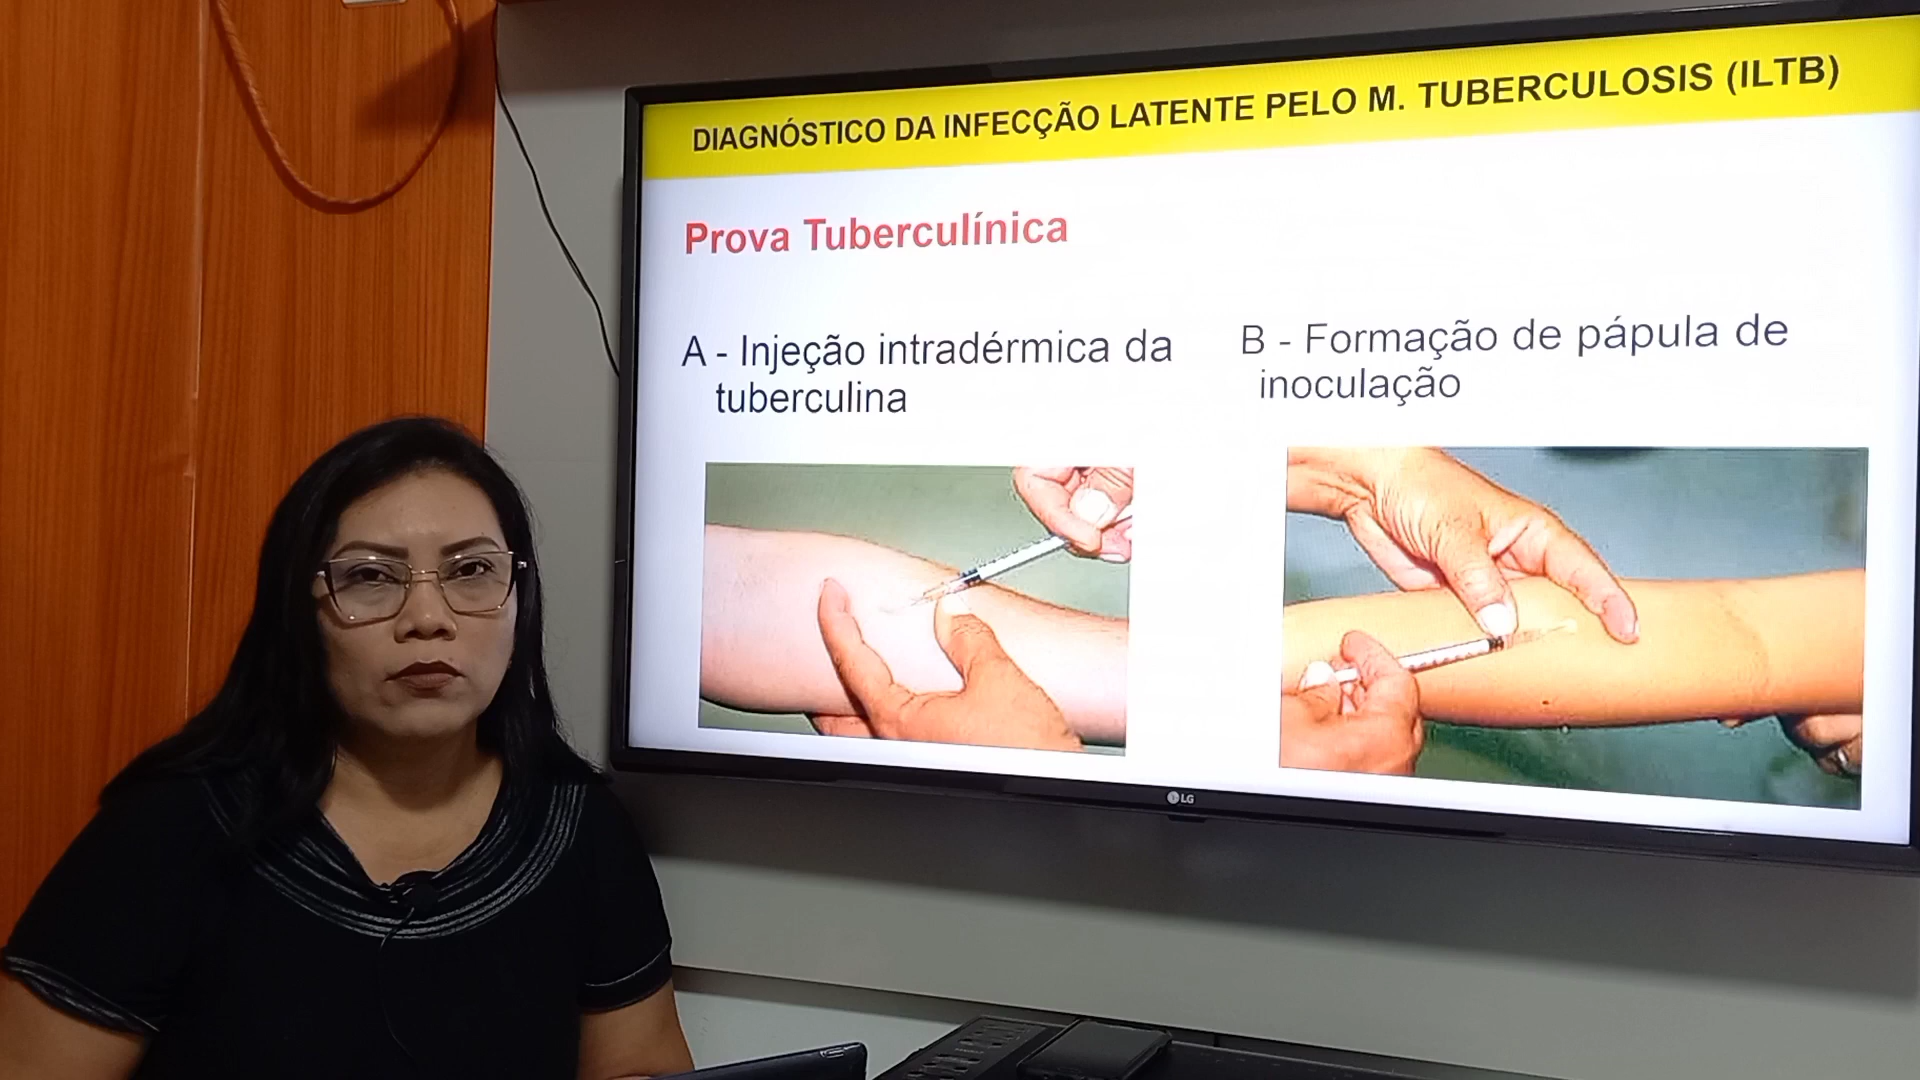 DIAGNÓSTICO DA INFECÇÃO LATENTE PELO M. TUBERCULOSIS (ILTB)
Prova Tuberculínica
A - Injeção intradérmica da
tuberculina
B - Formação de pápula de
inoculação
LG